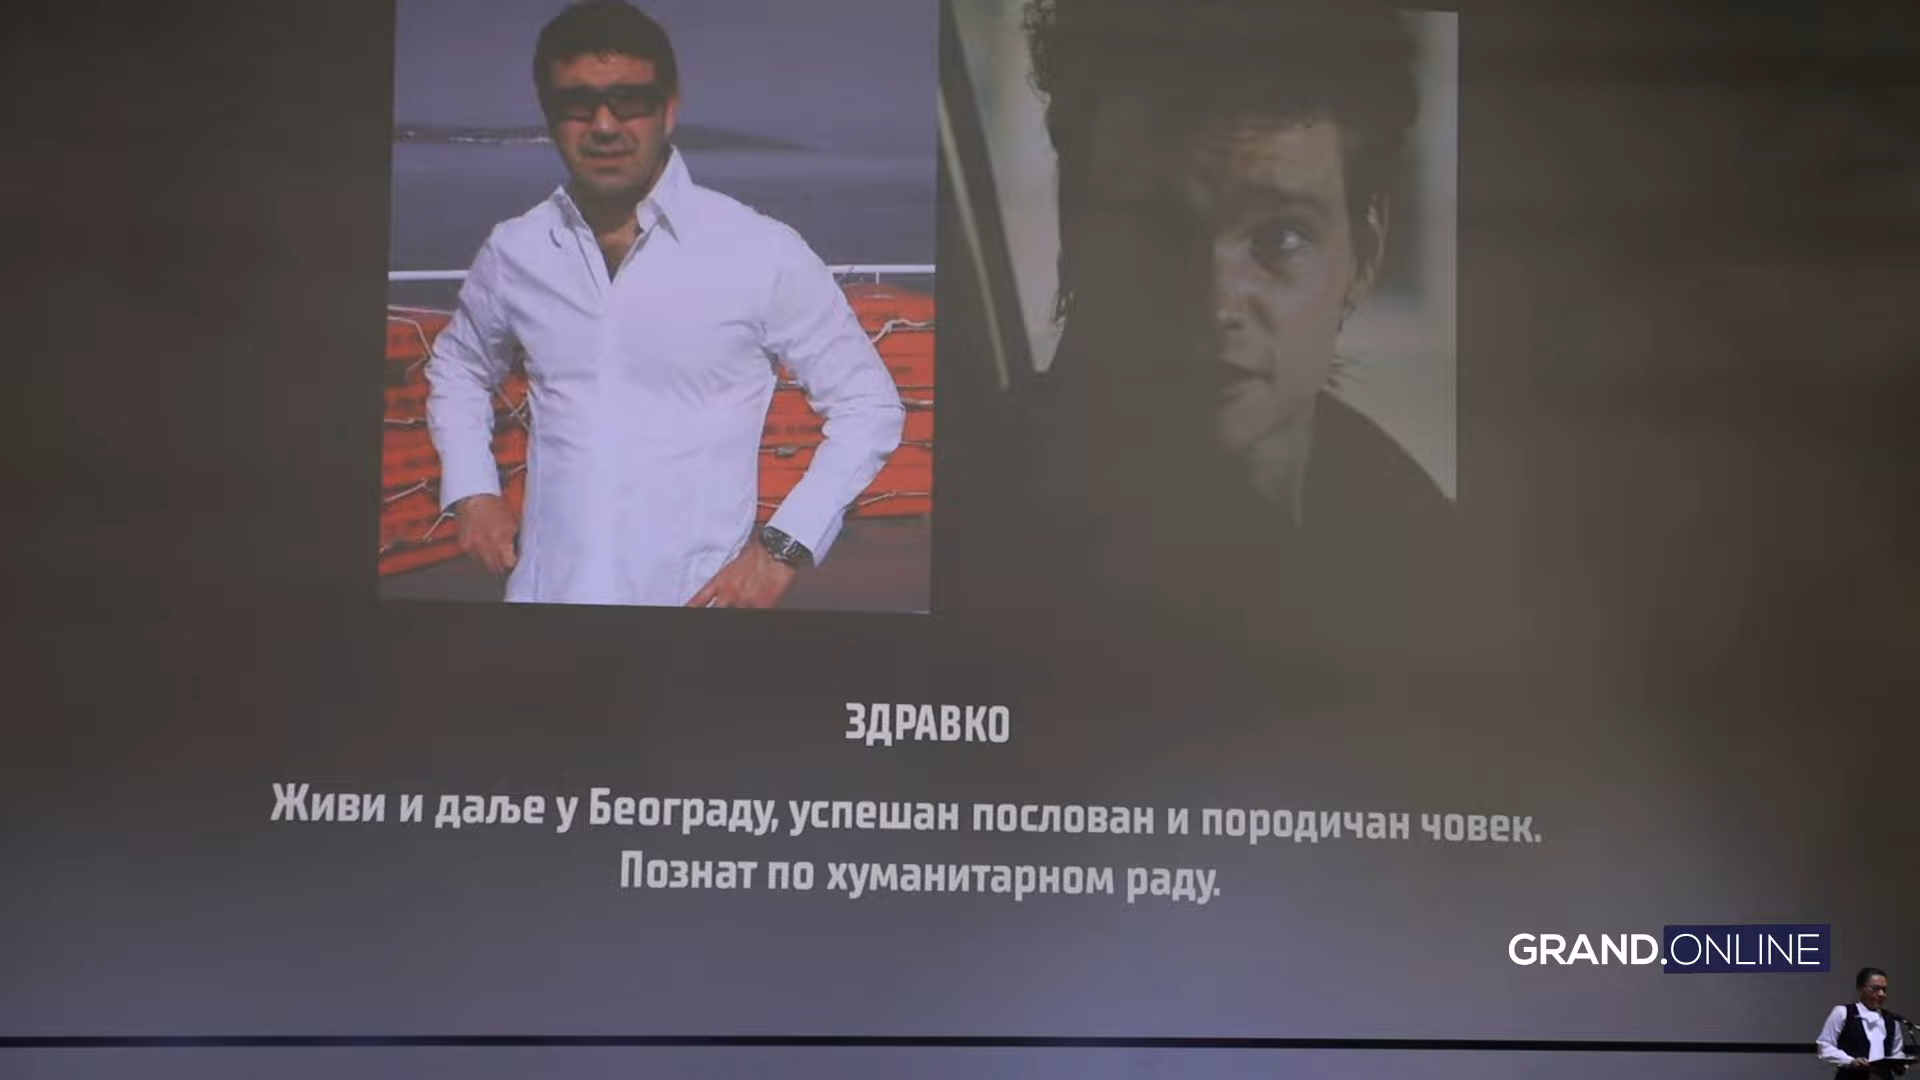 ЗДРАВКО
Живи и даље у Београду, успешан послован и породичан човек.
Познат по хуманитарном раду.
GRAND.ONLINE